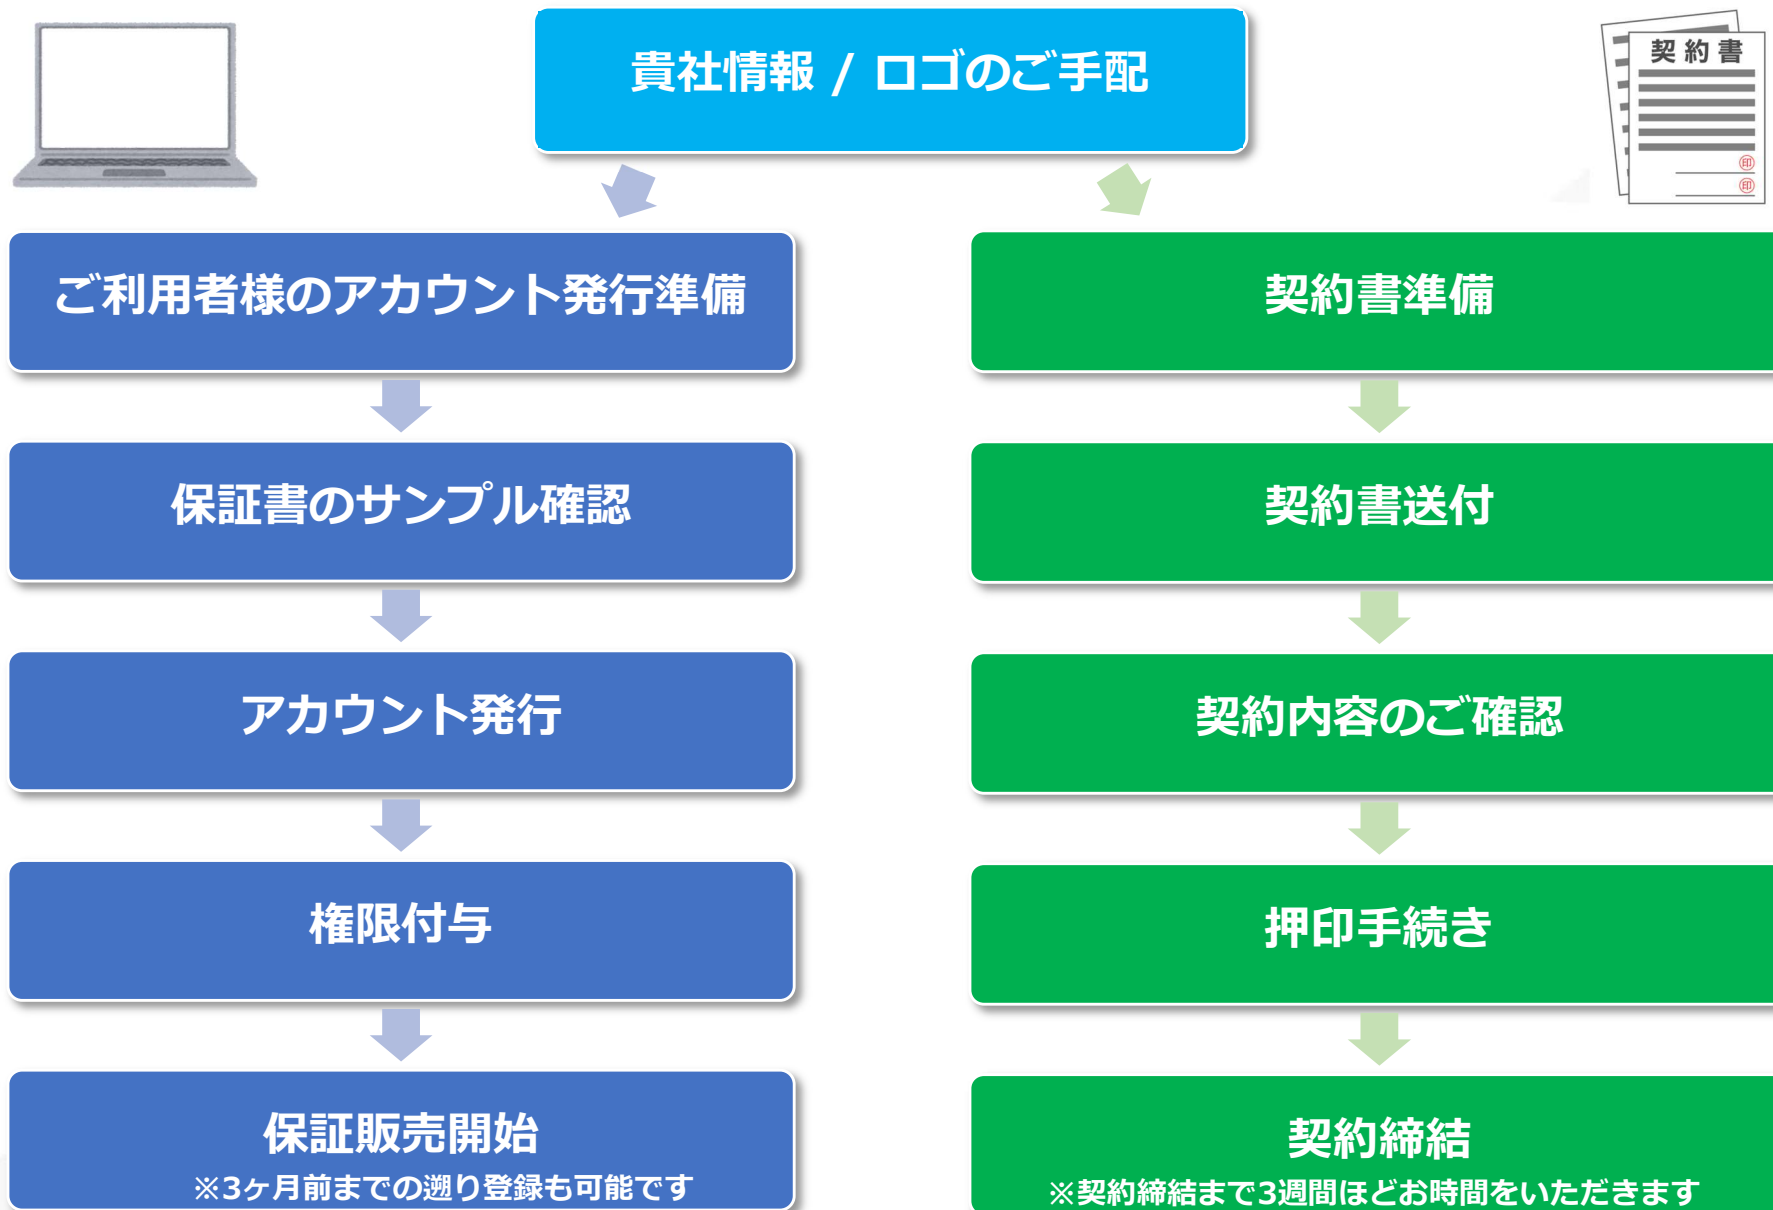 貴社情報 / ロゴのご手配
契約書
印
印
ご利用者様のアカウント発行準備
保証書のサンプル確認
アカウント発行
権限付与
保証販売開始
※3ヶ月前までの遡り登録も可能です
契約書準備
契約書送付
契約内容のご確認
押印手続き
契約締結
※契約締結まで3週間ほどお時間をいただきます